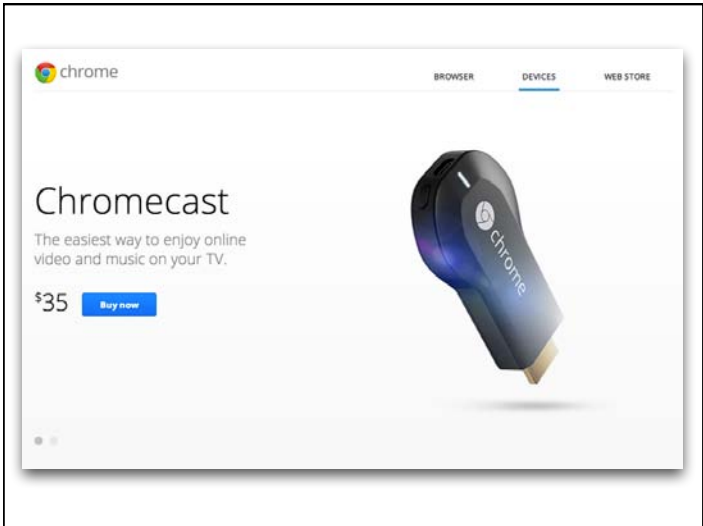 chrome
BROWSER DEVICES WEB STORE
Chromecast
The easiest way to enjoy online
video and music on your TV.
$35 Buy now
chrome